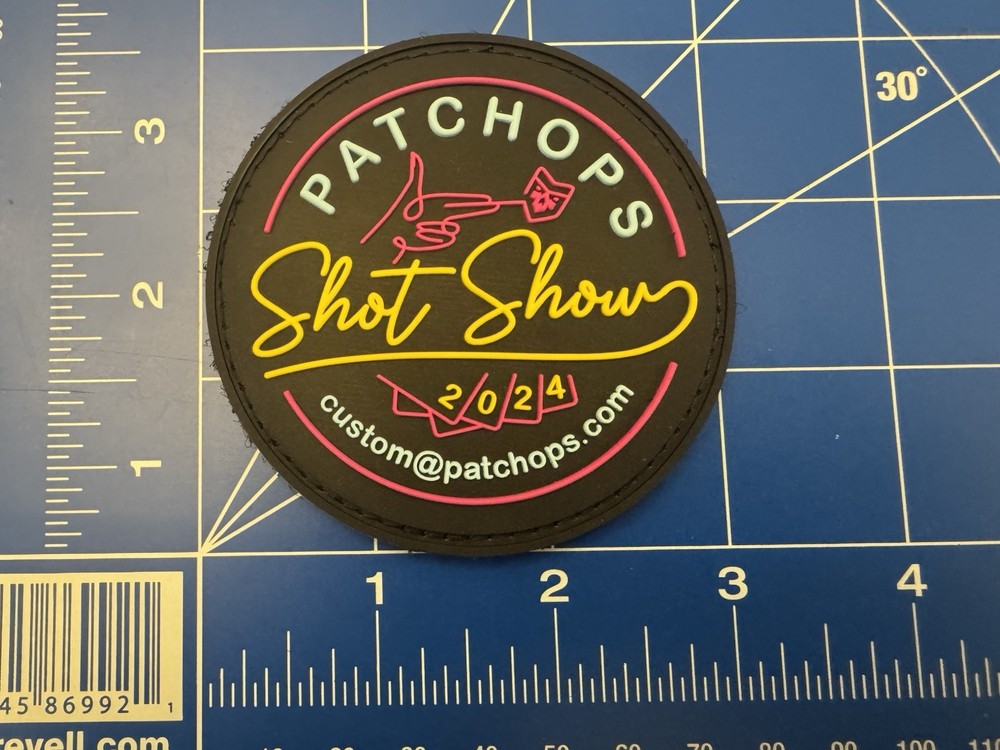 30°
PATCHOPS
Shot Show
2024
custom@patchops.com
3
2
1
1 2 3 4
45 86992 1
revell.com